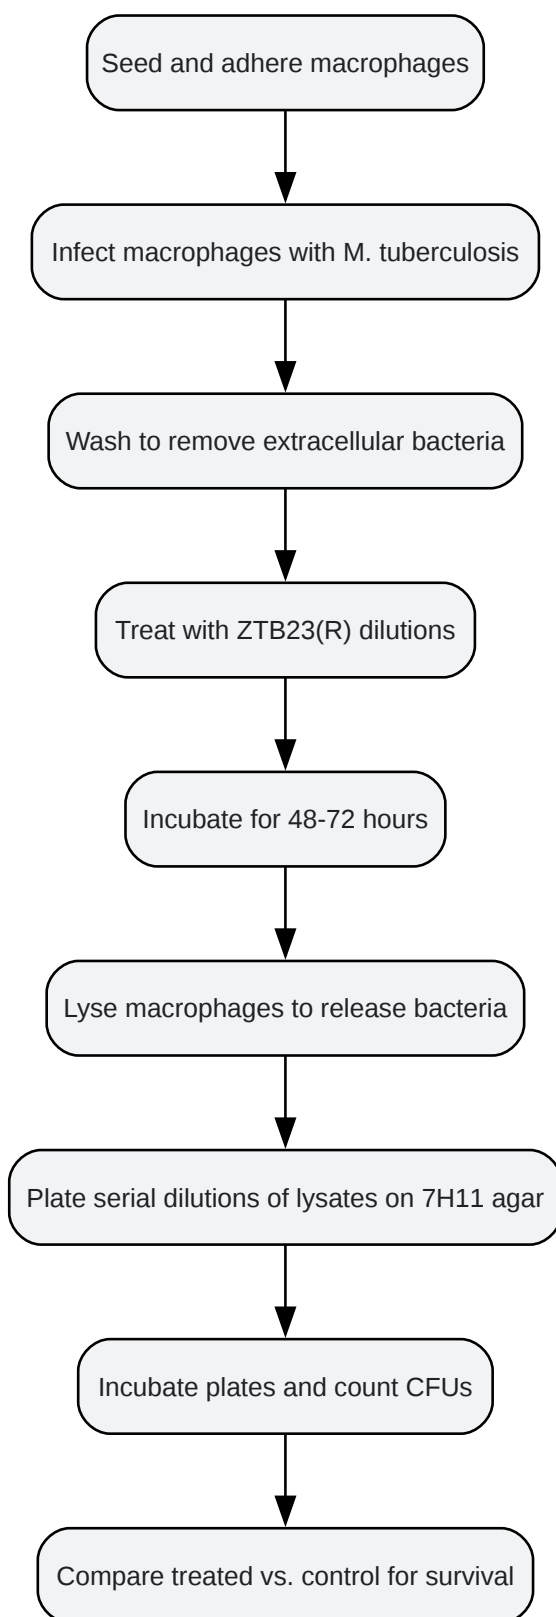 Seed and adhere macrophages
Infect macrophages with M. tuberculosis
Wash to remove extracellular bacteria
Treat with ZTB23(R) dilutions
Incubate for 48-72 hours
Lyse macrophages to release bacteria
Plate serial dilutions of lysates on 7H11 agar
Incubate plates and count CFUs
Compare treated vs. control for survival